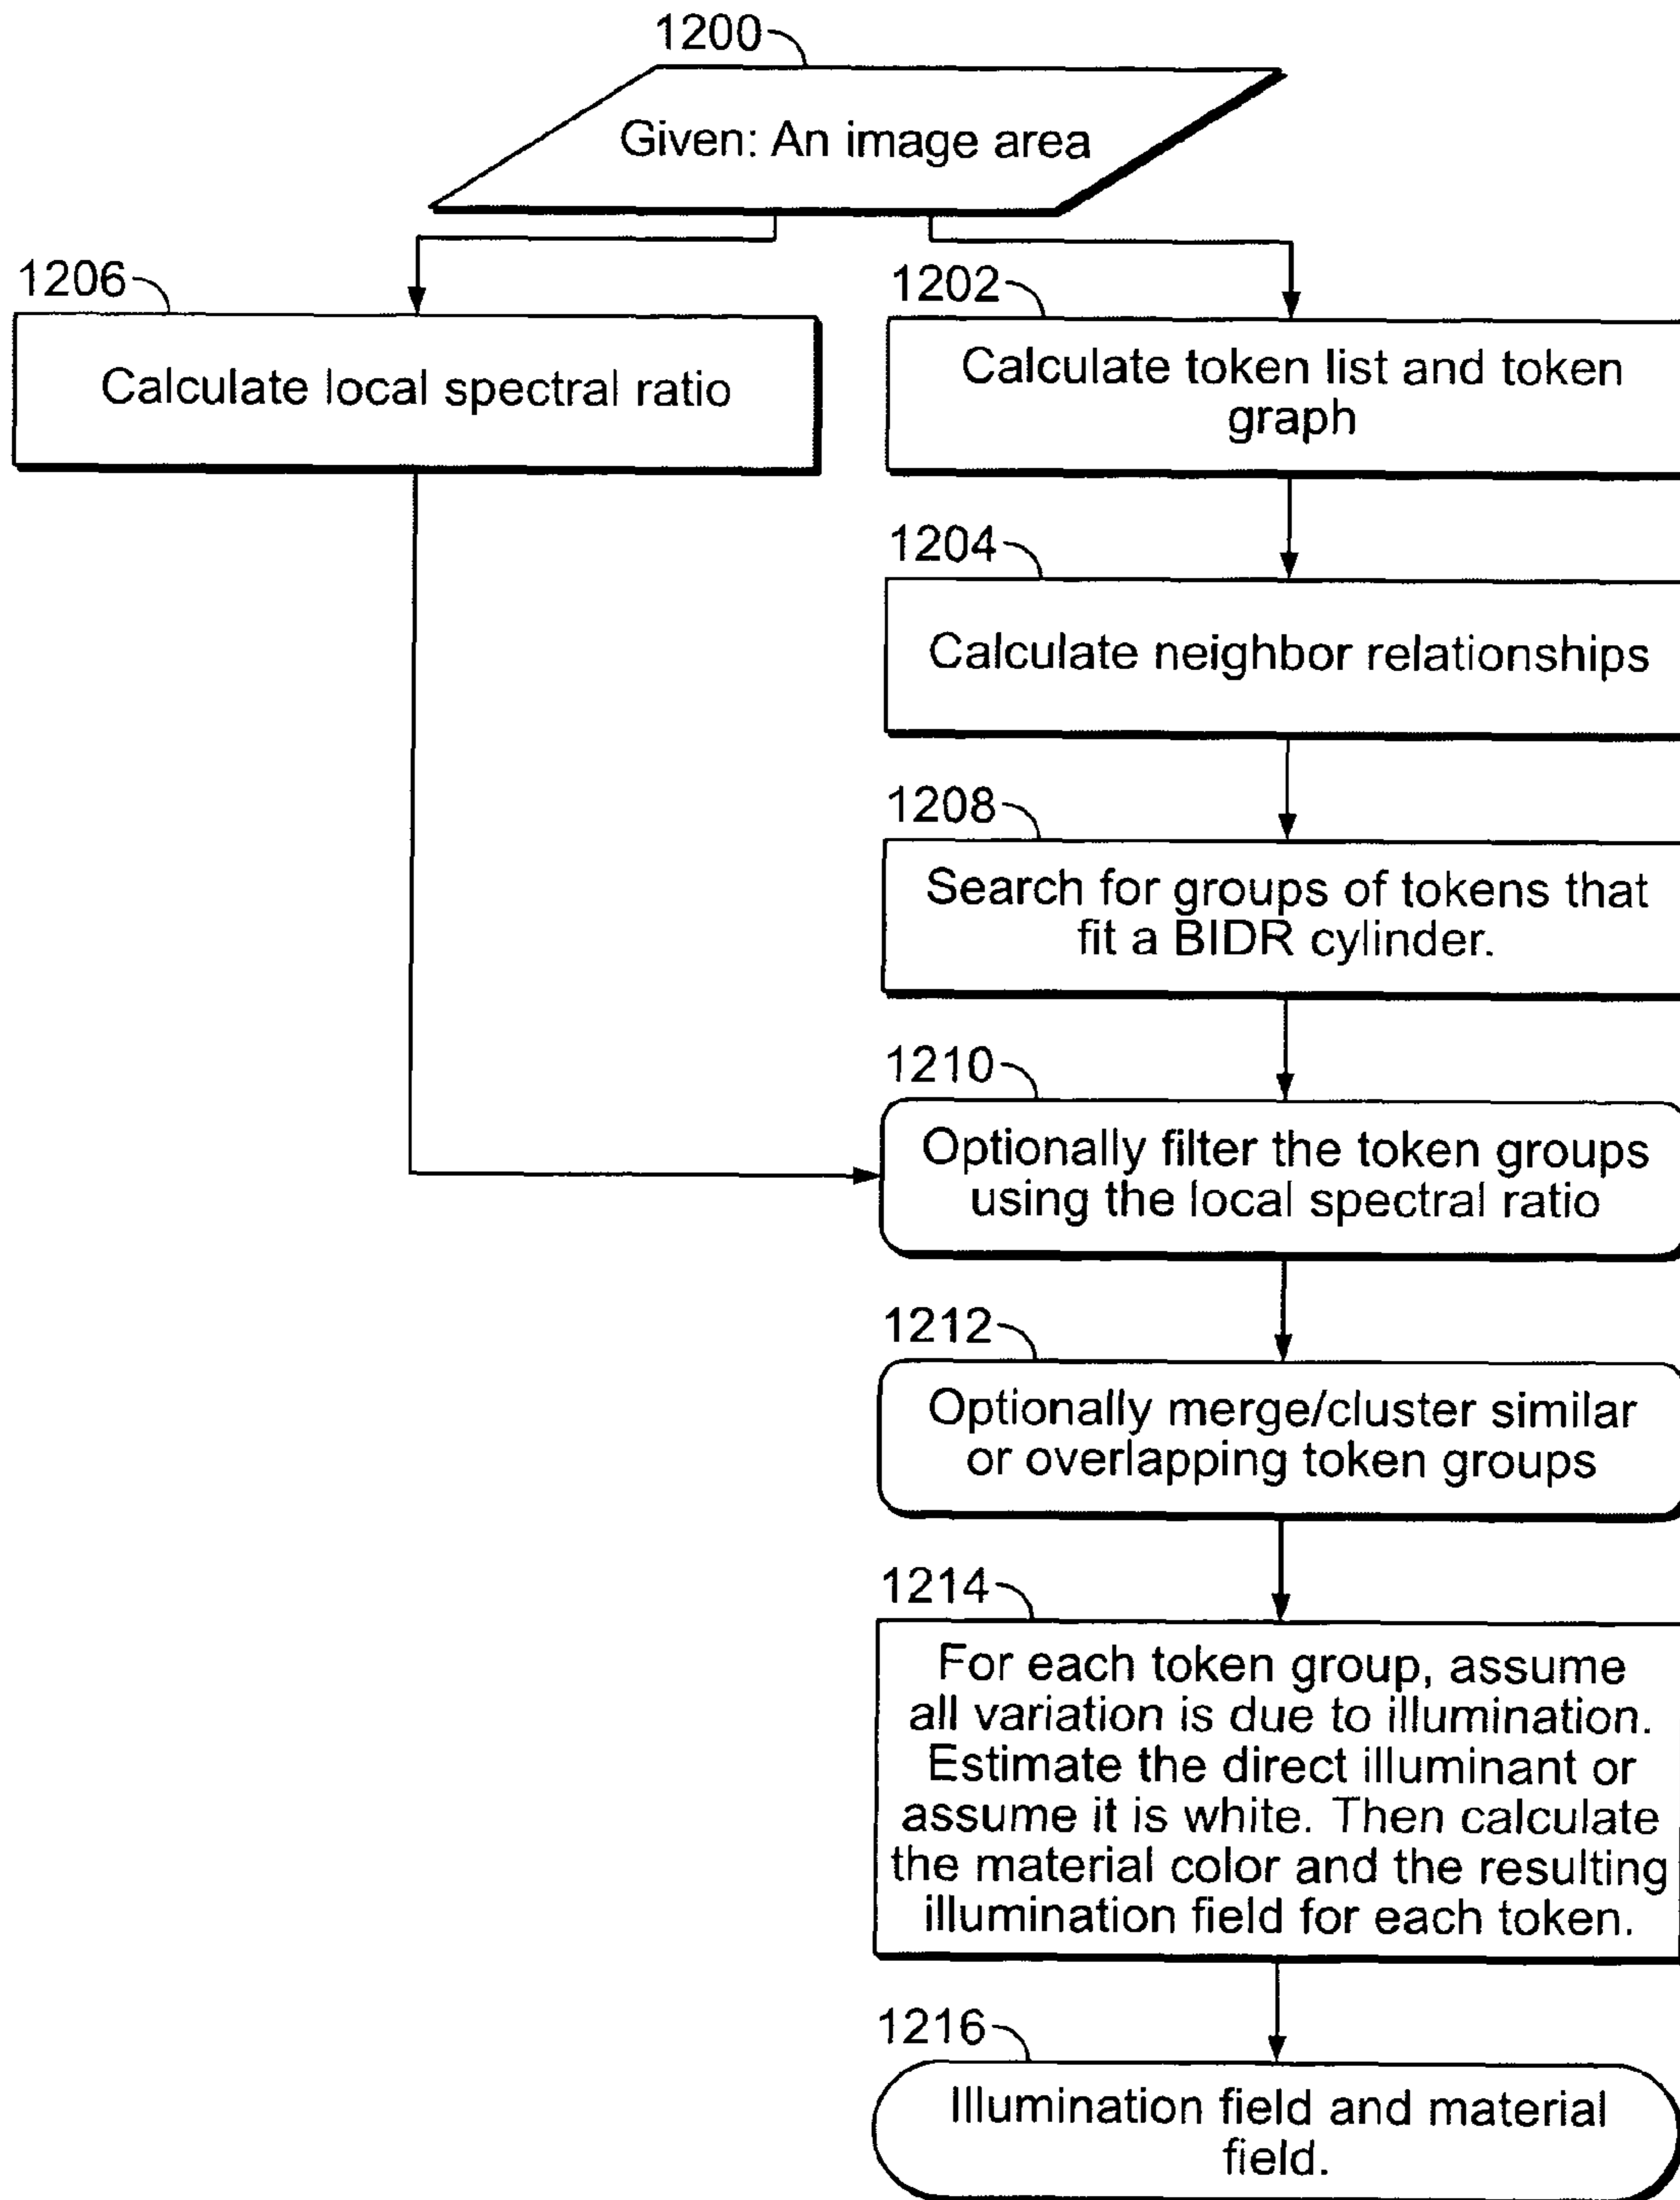 1200
Given: An image area
1206
Calculate local spectral ratio
1202
Calculate token list and token
graph
1204
Calculate neighbor relationships
1208
Search for groups of tokens that
fit a BIDR cylinder.
1210
Optionally filter the token groups
using the local spectral ratio
1212
Optionally merge/cluster similar
or overlapping token groups
1214
For each token group, assume
all variation is due to illumination.
Estimate the direct illuminant or
assume it is white. Then calculate
the material color and the resulting
illumination field for each token.
1216
Illumination field and material
field.